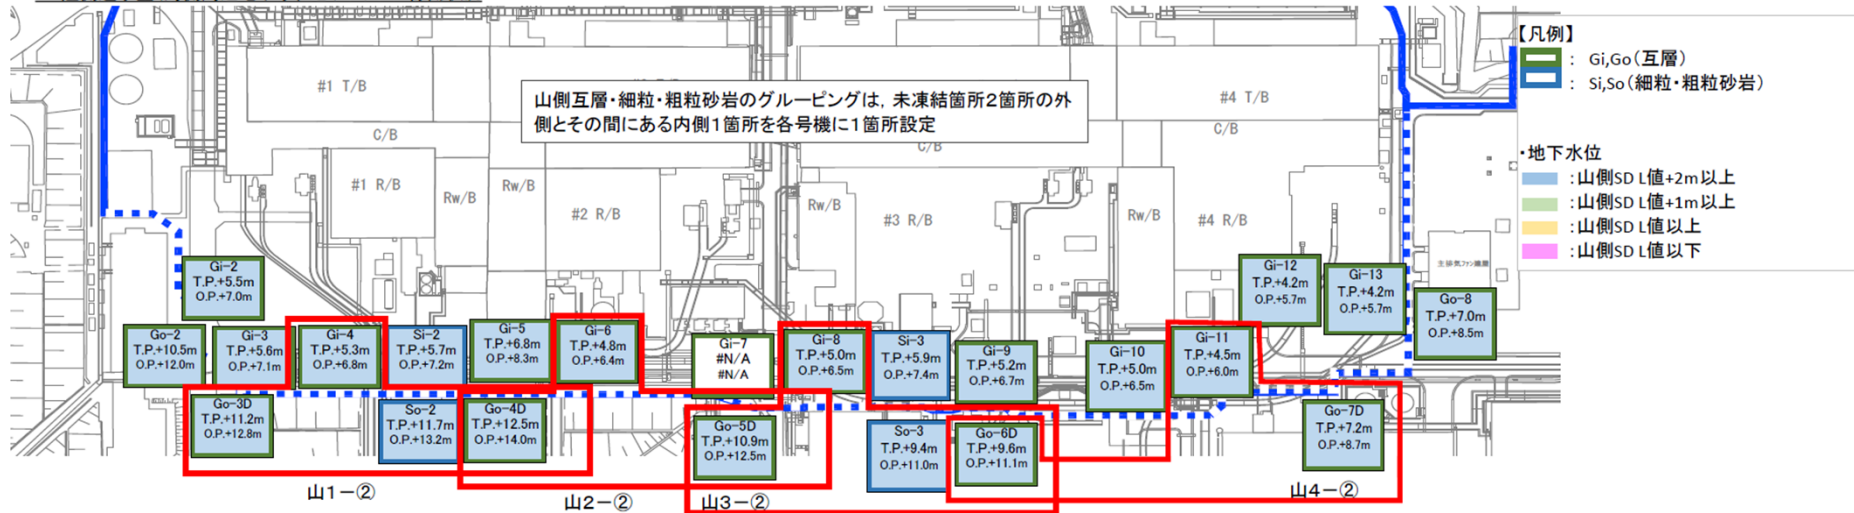 【凡例】
： Gi,Go（互層）
： Si,So（細粒・粗粒砂岩）
・地下水位
：山側SD L値+2m以上
：山側SD L値+1m以上
：山側SD L値以上
：山側SD L値以下
山側互層・細粒・粗粒砂岩のグルーピングは，未凍結箇所２箇所の外
側とその間にある内側１箇所を各号機に１箇所設定
#1 T/B
#4 T/B
C/B
C/B
C/B
#1 R/B
Rw/B
Rw/B
#2 R/B
Rw/B
#3 R/B
Rw/B
#4 R/B
Gi-2
T.P.+5.5m
O.P.+7.0m
Go-2
T.P.+10.5m
O.P.+12.0m
Gi-3
T.P.+5.6m
O.P.+7.1m
Gi-4
T.P.+5.3m
O.P.+6.8m
Si-2
T.P.+5.7m
O.P.+7.2m
Gi-5
T.P.+6.8m
O.P.+8.3m
Gi-6
T.P.+4.8m
O.P.+6.4m
Gi-7
#N/A
#N/A
Gi-8
T.P.+5.0m
O.P.+6.5m
Si-3
T.P.+5.9m
O.P.+7.4m
Gi-9
T.P.+5.2m
O.P.+6.7m
Gi-10
T.P.+5.0m
O.P.+6.5m
Gi-11
T.P.+4.5m
O.P.+6.0m
Gi-12
T.P.+4.2m
O.P.+5.7m
Gi-13
T.P.+4.2m
O.P.+5.7m
Go-8
T.P.+7.0m
O.P.+8.5m
Go-3D
T.P.+11.2m
O.P.+12.8m
So-2
T.P.+11.7m
O.P.+13.2m
Go-4D
T.P.+12.5m
O.P.+14.0m
Go-5D
T.P.+10.9m
O.P.+12.5m
So-3
T.P.+9.4m
O.P.+11.0m
Go-6D
T.P.+9.6m
O.P.+11.1m
Go-7D
T.P.+7.2m
O.P.+8.7m
山１－②
山２－②
山３－②
山４－②